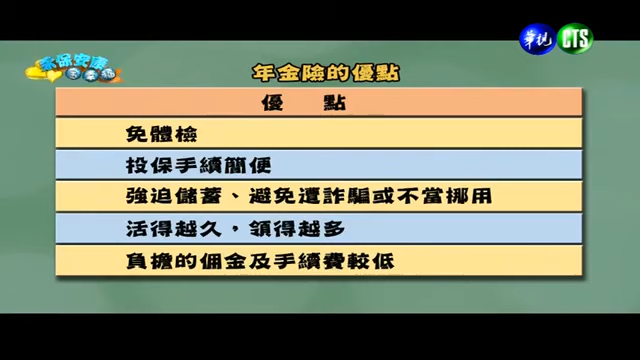 華視 CTS
年金險的優點
優 點
免體檢
投保手續簡便
強迫儲蓄、避免遭詐騙或不當挪用
活得越久，領得越多
負擔的佣金及手續費較低